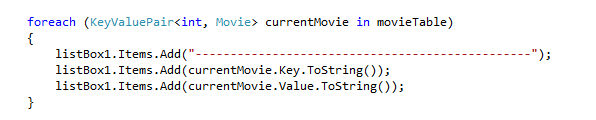 foreach (KeyValuePair<int, Movie> currentMovie in movieTable)
{
    listBox1.Items.Add("------------------------------------------------");
    listBox1.Items.Add(currentMovie.Key.ToString());
    listBox1.Items.Add(currentMovie.Value.ToString());
}